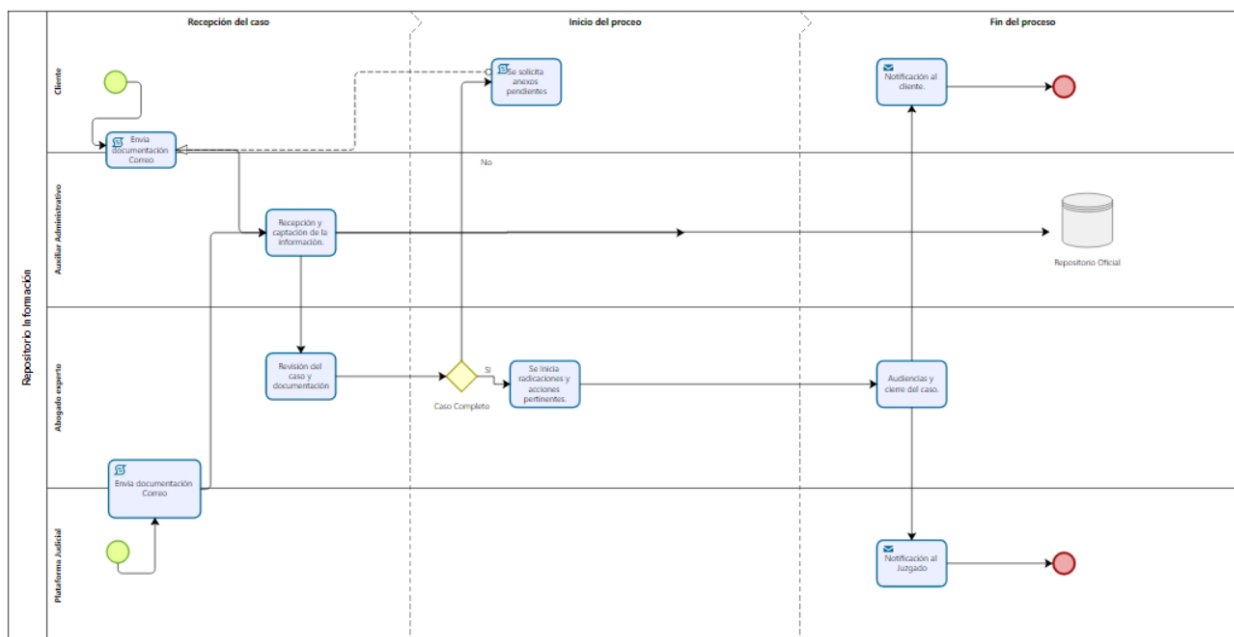 Recepción del caso
Inicio del proceo
Fin del proceso
Repositorio Información
Cliente
Envia
documentación
Correo
Se solicita
anexos
pendientes
Notificación al
cliente.
No
Auxiliar Administrativo
Recepción y
captación de la
información.
Repositorio Oficial
Abogado experto
Revisión del
caso y
documentación
Caso Completo
SI
Se Inicia
radicaciones y
acciones
pertinentes.
Audiencias y
cierre del caso.
Envia documentación
Correo
Plataforma Judicial
Notificación al
Juzgado